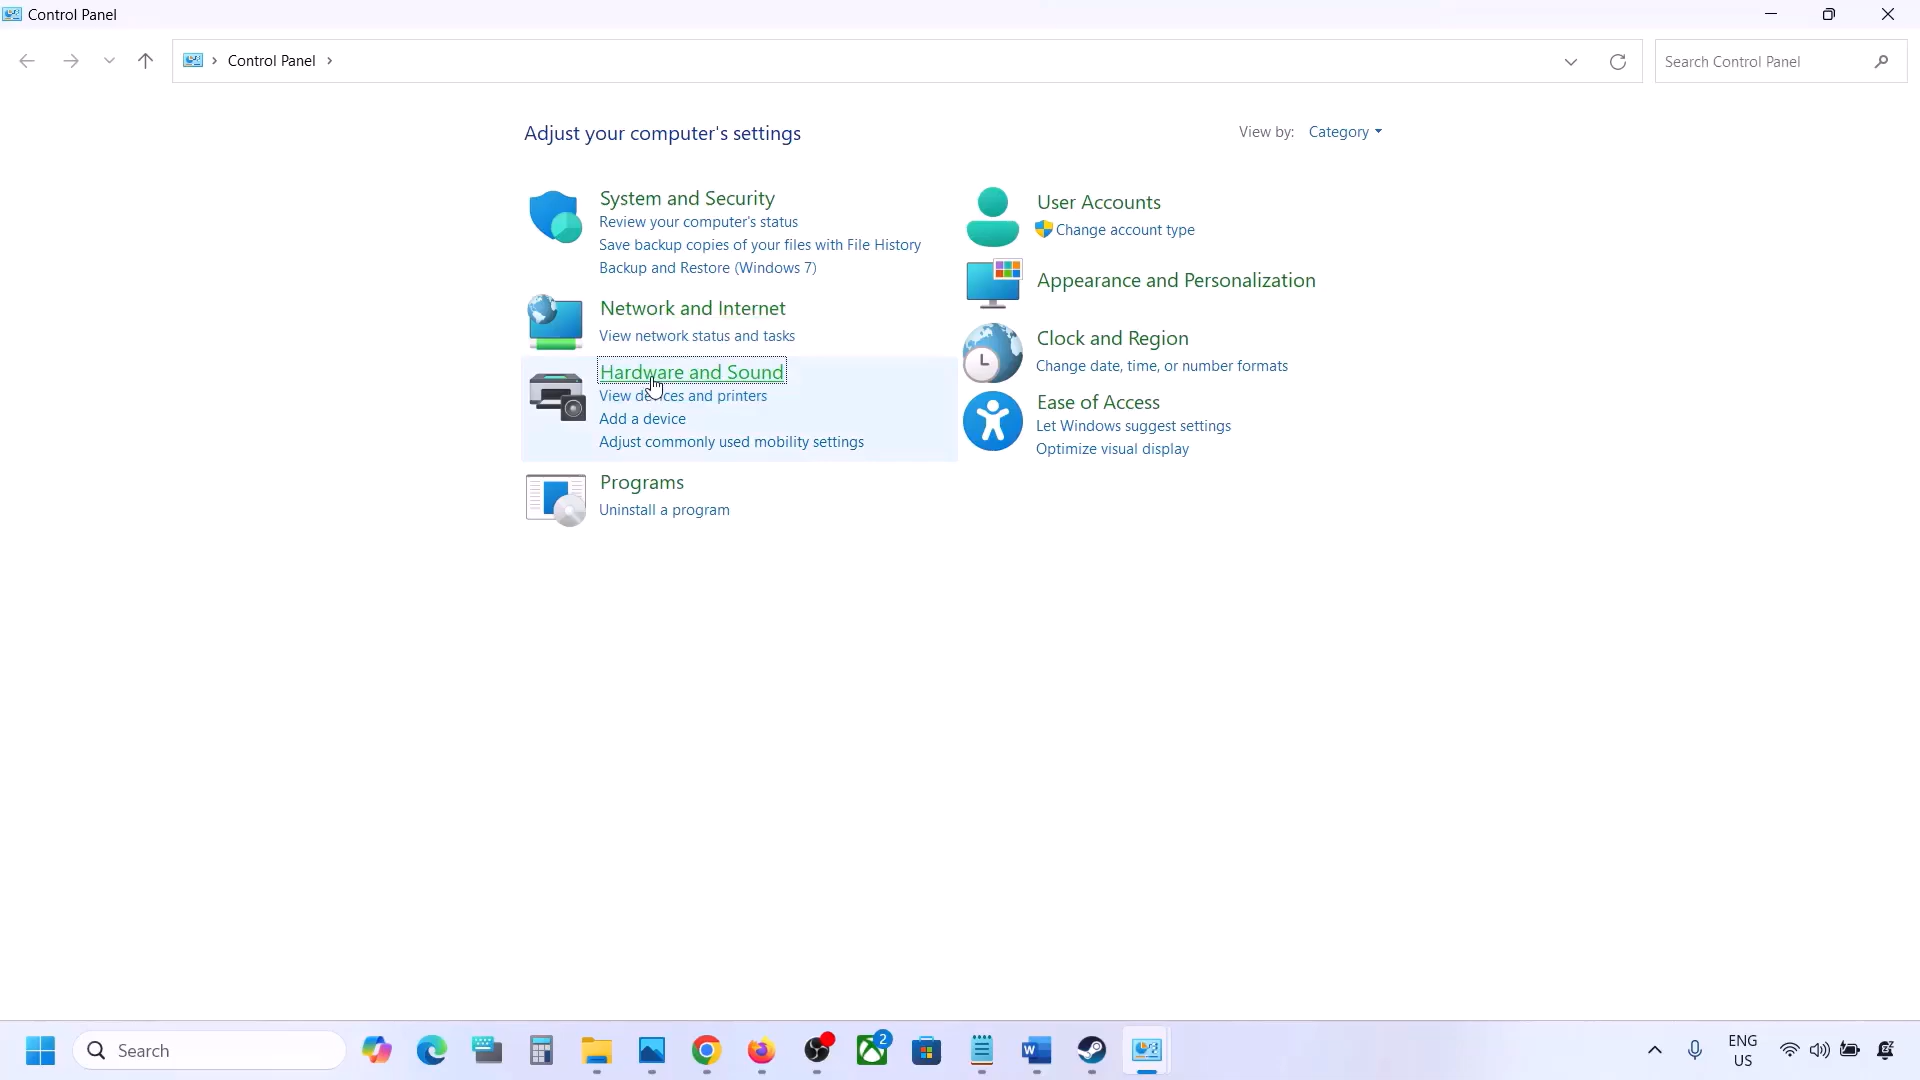 Control Panel
Control Panel
Search Control Panel
Adjust your computer's settings
View by: Category
System and Security
Review your computer's status
Save backup copies of your files with File History
Backup and Restore (Windows 7)
Network and Internet
View network status and tasks
Hardware and Sound
View devices and printers
Add a device
Adjust commonly used mobility settings
Programs
Uninstall a program
User Accounts
Change account type
Appearance and Personalization
Clock and Region
Change date, time, or number formats
Ease of Access
Let Windows suggest settings
Optimize visual display
Search
2
ENG
US